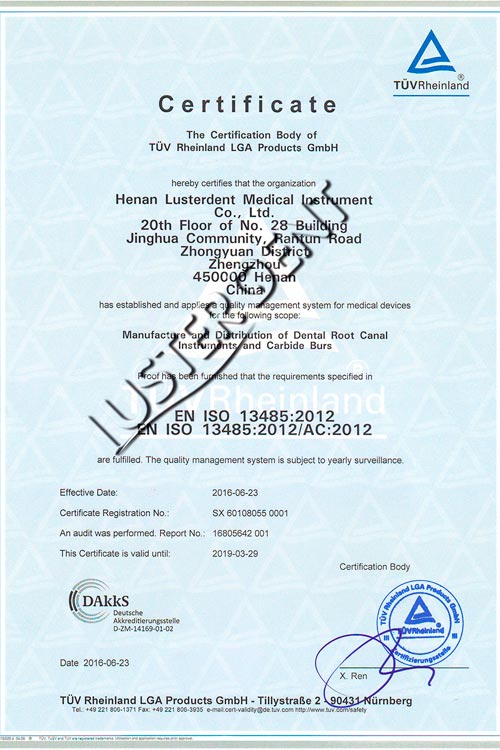 TÜVRheinland®
Certificate
The Certification Body of
TÜV Rheinland LGA Products GmbH
hereby certifies that the organization
Henan Lusterdent Medical Instrument
Co., Ltd.
20th Floor of No. 28 Building
Jinghua Community, Ranjun Road
Zhongyuan District
Zhengzhou
450000 Henan
China
has established and applies a quality management system for medical devices
for the following scope:
Manufacture and Distribution of Dental Root Canal
Instruments and Carbide Burs
Proof has been furnished that the requirements specified in
TÜVRheinland®
EN ISO 13485:2012
EN ISO 13485:2012/AC:2012
are fulfilled. The quality management system is subject to yearly surveillance.
LUSTERDENT
Effective Date: 2016-06-23
Certificate Registration No.: SX 60108055 0001
An audit was performed. Report No.: 16805642 001
This Certificate is valid until: 2019-03-29
Certification Body
DAkkS
Deutsche
Akkreditierungsstelle
D-ZM-14169-01-02
TÜV Rheinland LGA Products GmbH
TÜVRheinland
Zertifizierungsstelle
Date 2016-06-23
X. Ren
TÜV Rheinland LGA Products GmbH - Tillystraße 2 - 90431 Nürnberg
Tel.: +49 221 806-1371 Fax: +49 221 806-3935 e-mail:cert-validity@de.tuv.com http://www.tuv.com/safety